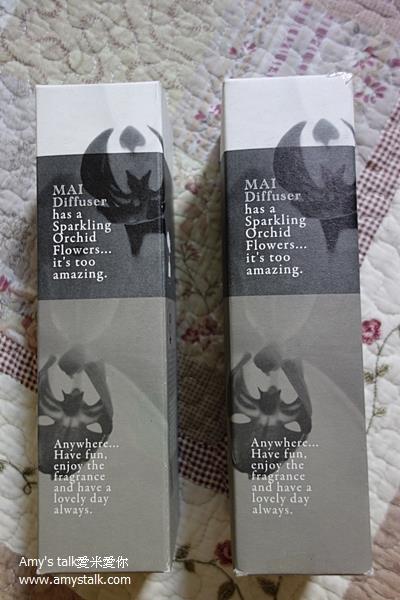 MAI
Diffuser
has a
Sparkling
Orchid
Flowers...
it's too
amazing.
Anywhere...
Have fun,
enjoy the
fragrance
and have a
lovely day
always.
MAI
Diffuser
has a
Sparkling
Orchid
Flowers...
it's too
amazing.
Anywhere...
Have fun,
enjoy the
fragrance
and have a
lovely day
always.
Amy's talk愛米愛你
www.amystalk.com